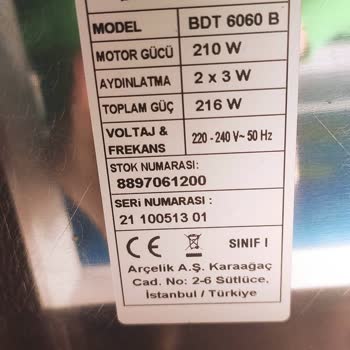 MODEL BDT 6060 B
MOTOR GÜCÜ 210 W
AYDINLATMA 2 x 3 W
TOPLAM GÜÇ 216 W
VOLTAJ & FREKANS 220 - 240 V~ 50 Hz
STOK NUMARASI:
8897061200
SERİ NUMARASI :
21 100513 01
CE SINIF I
Arçelik A.Ş. Karaağaç
Cad. No: 2-6 Sütlüce,
İstanbul / Türkiye